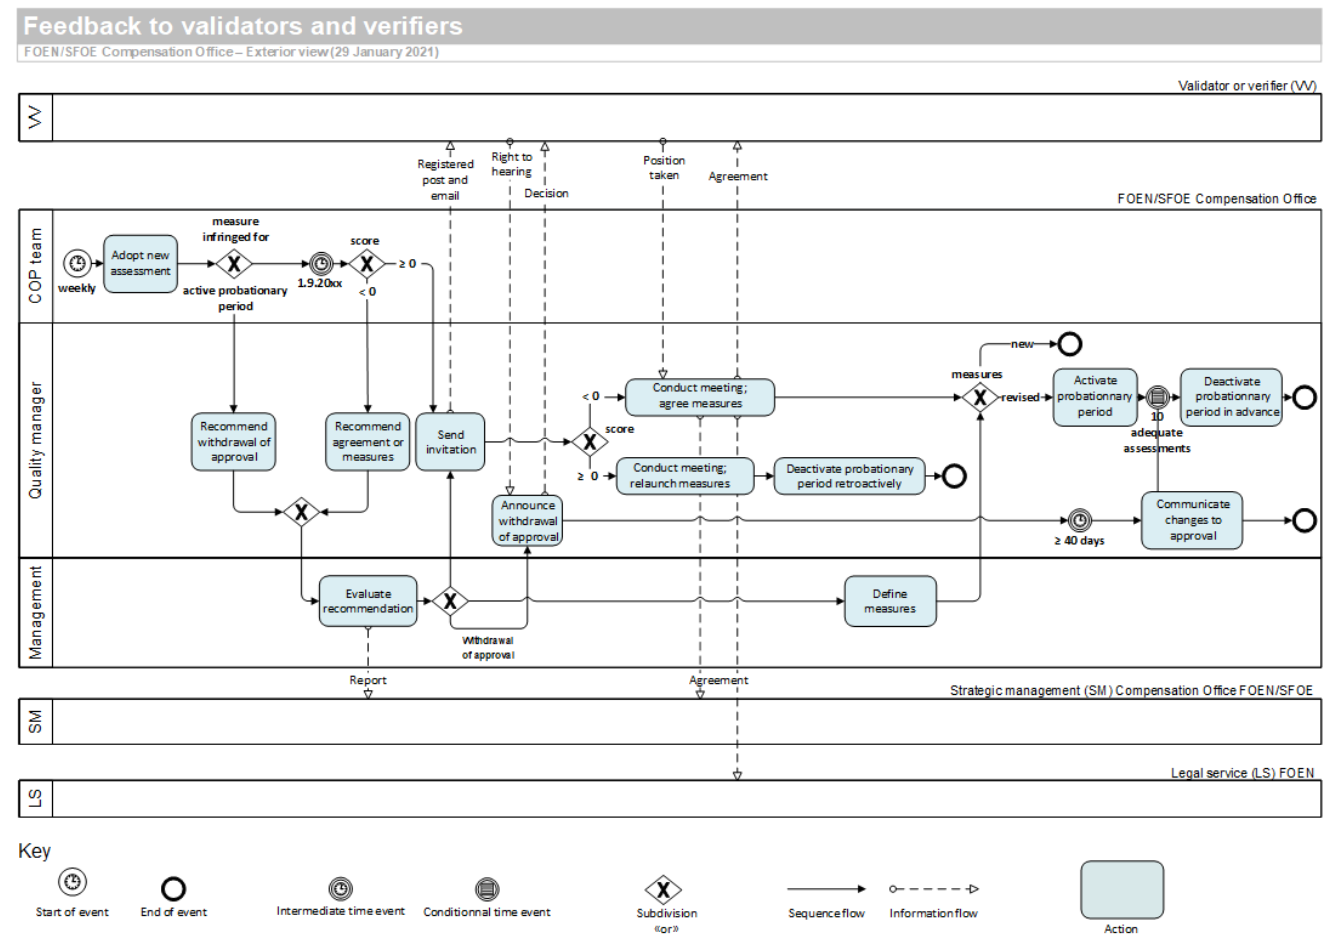 Feedback to validators and verifiers
FOEN/SFOE Compensation Office – Exterior view (29 January 2021)
Validator or verifier (VV)
VV
Registered
post and
email
Right to
hearing
Decision
Position
taken
Agreement
FOEN/SFOE Compensation Office
COP team
weekly
Adopt new
assessment
measure
infringed for
active probationary
period
1.9.20xx
score
≥ 0
< 0
Quality manager
Recommend
withdrawal of
approval
Recommend
agreement or
measures
Send
invitation
Announce
withdrawal
of approval
< 0
score
≥ 0
Conduct meeting;
agree measures
Conduct meeting;
relaunch measures
Deactivate probationary
period retroactively
measures
new
revised
Activate
probationnary
period
10
adequate
assessments
Deactivate
probationnary
period in advance
≥ 40 days
Communicate
changes to
approval
Management
Evaluate
recommendation
Withdrawal
of approval
Define
measures
Report
Agreement
Strategic management (SM) Compensation Office FOEN/SFOE
SM
Legal service (LS) FOEN
LS
Key
Start of event
End of event
Intermediate time event
Conditionnal time event
Subdivision
«or»
Sequence flow
Information flow
Action